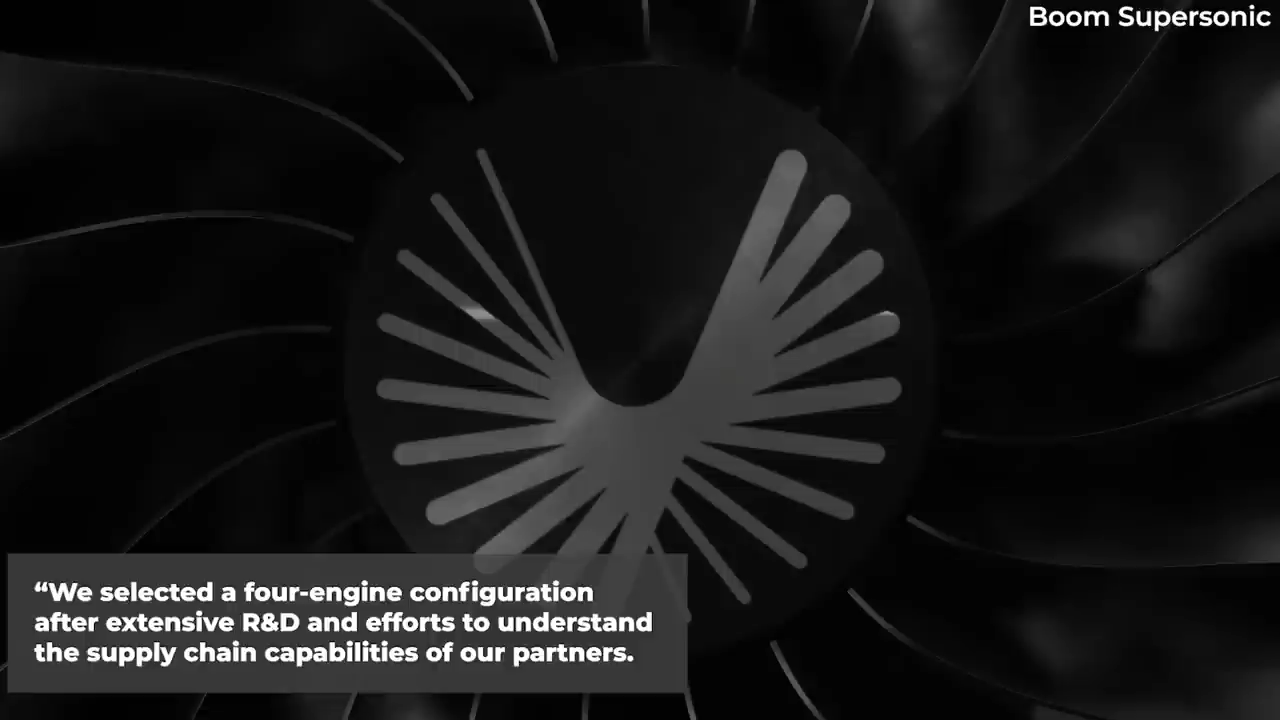 Boom Supersonic
“We selected a four-engine configuration
after extensive R&D and efforts to understand
the supply chain capabilities of our partners.